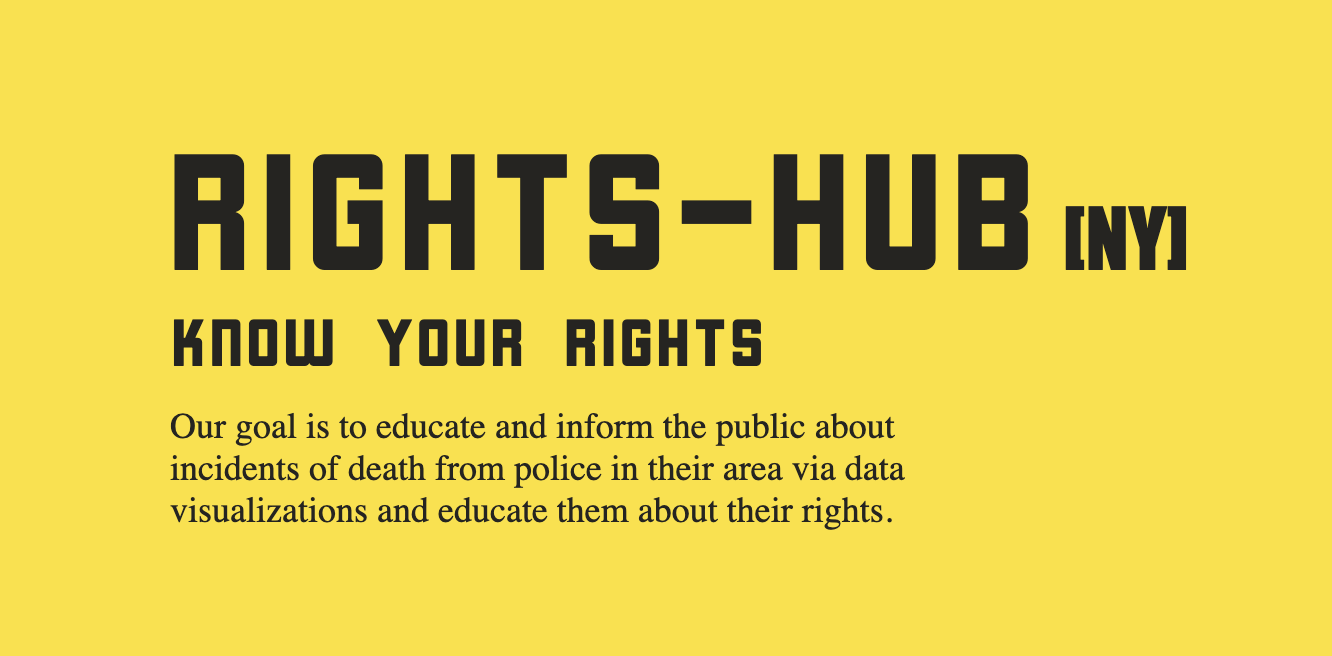 RIGHTS-HUB [NY]
KNOW YOUR RIGHTS
Our goal is to educate and inform the public about
incidents of death from police in their area via data
visualizations and educate them about their rights.